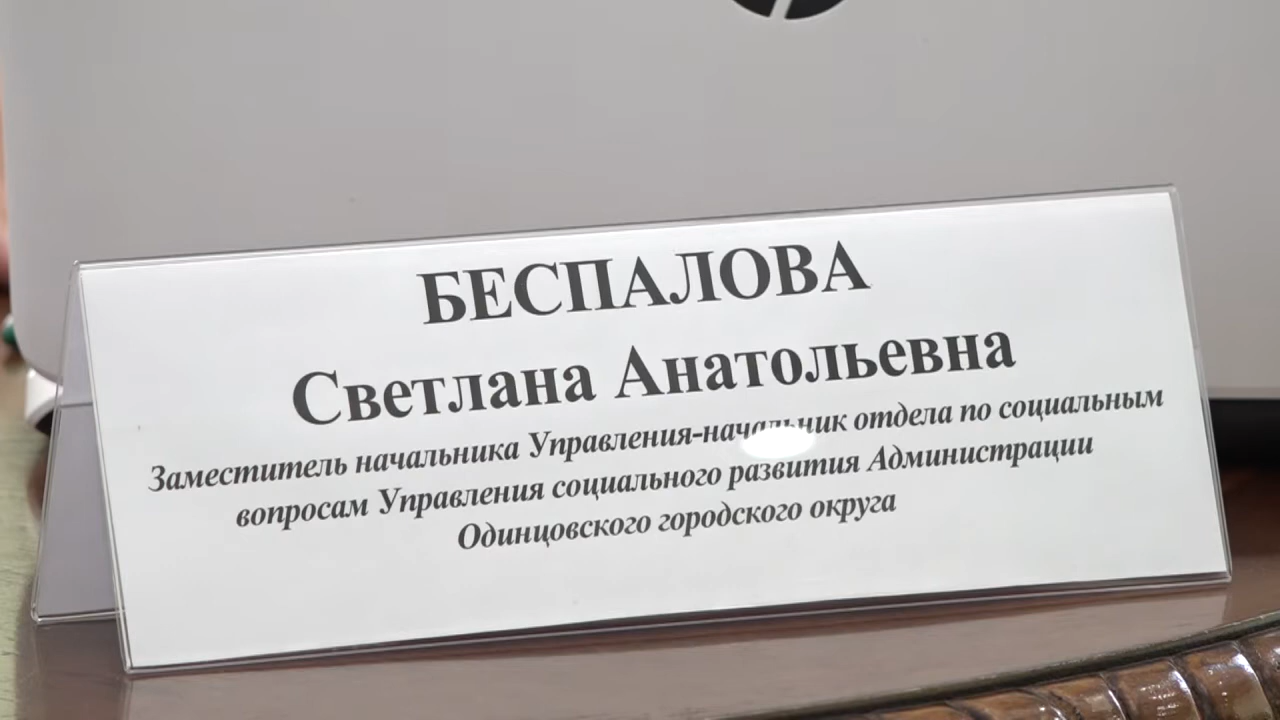 БЕСПАЛОВА
Светлана Анатольевна
Заместитель начальника Управления-начальник отдела по социальным
вопросам Управления социального развития Администрации
Одинцовского городского округа